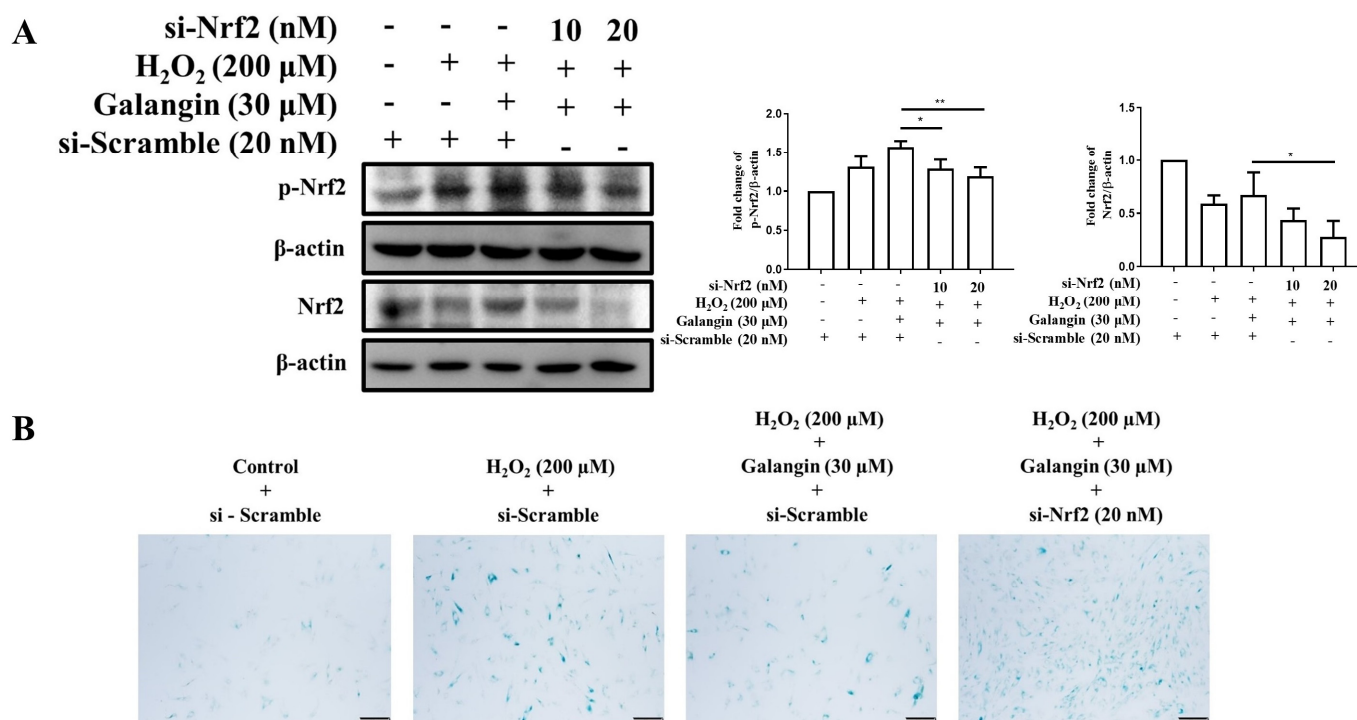 A
si-Nrf2 (nM) - - - 10 20
H₂O₂ (200 μM) - + + + +
Galangin (30 μM) - - + + +
si-Scramble (20 nM) + + + - -
p-Nrf2
β-actin
Nrf2
β-actin
Fold change of
p-Nrf2/β-actin
2.0
1.5
1.0
0.5
0.0
*
**
si-Nrf2 (nM) - - - 10 20
H₂O₂ (200 μM) - + + + +
Galangin (30 μM) - - + + +
si-Scramble (20 nM) + + + - -
Fold change of
Nrf2/β-actin
1.5
1.0
0.5
0.0
*
si-Nrf2 (nM) - - - 10 20
H₂O₂ (200 μM) - + + + +
Galangin (30 μM) - - + + +
si-Scramble (20 nM) + + + - -
B
Control
+
si - Scramble
H₂O₂ (200 μM)
+
si-Scramble
H₂O₂ (200 μM)
+
Galangin (30 μM)
+
si-Scramble
H₂O₂ (200 μM)
+
Galangin (30 μM)
+
si-Nrf2 (20 nM)